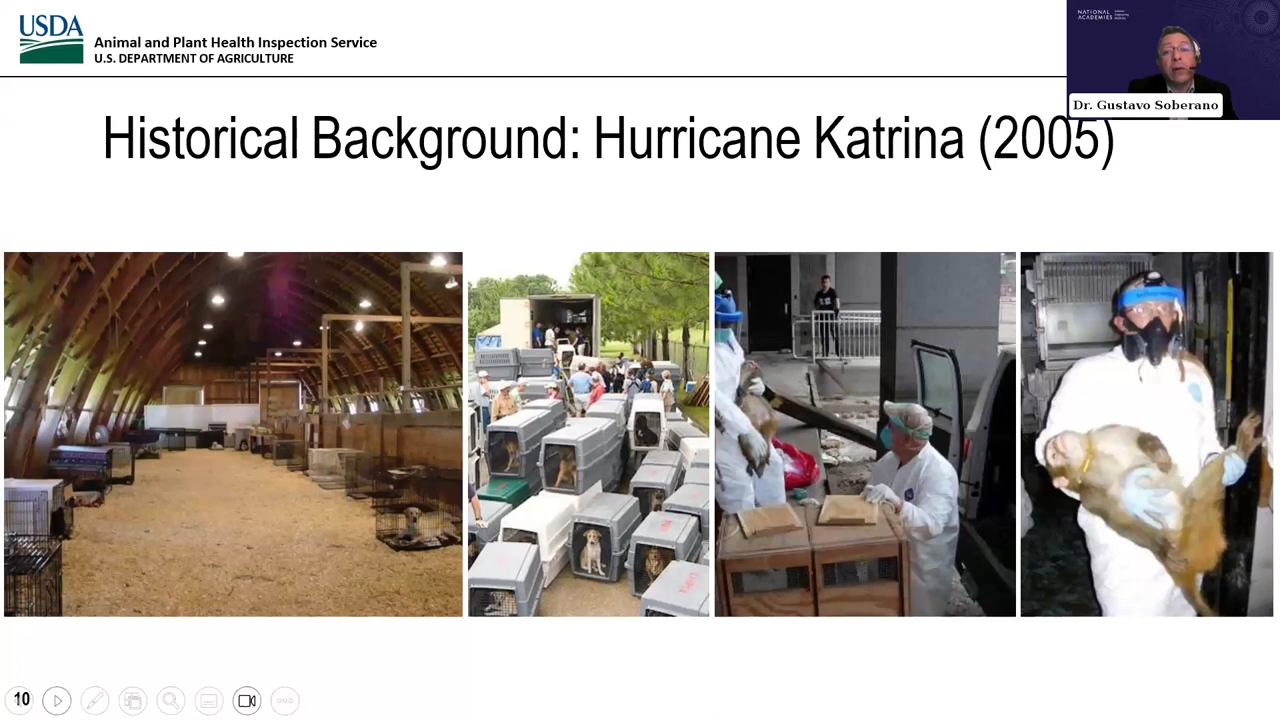 USDA
Animal and Plant Health Inspection Service
U.S. DEPARTMENT OF AGRICULTURE
NATIONAL
ACADEMIES
Dr. Gustavo Soberano
Historical Background: Hurricane Katrina (2005)
10